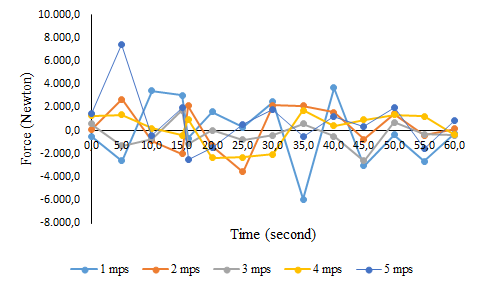 10.000,0
8.000,0
6.000,0
4.000,0
2.000,0
0,0
-2.000,0
-4.000,0
-6.000,0
-8.000,0
Force (Newton)
0,0 5,0 10,0 15,0 20,0 25,0 30,0 35,0 40,0 45,0 50,0 55,0 60,0
Time (second)
1 mps 2 mps 3 mps 4 mps 5 mps